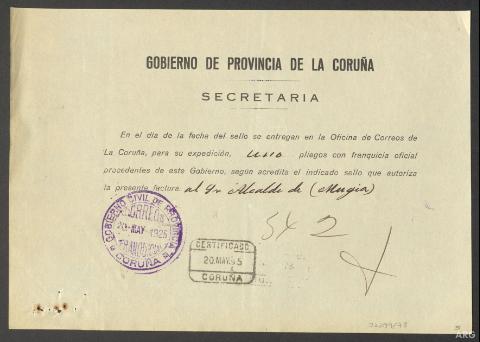 GOBIERNO DE PROVINCIA DE LA CORUÑA
SECRETARIA
En el día de la fecha del sello se entregan en la Oficina de Correos de
La Coruña, para su expedición, uno pliegos con franquicia oficial
procedentes de este Gobierno, según acredita el indicado sello que autoriza
la presente factura. al Sr Alcalde de (Mugia)
542
GOBIERNO CIVIL DE PROVINCIA
CORREOS
20 MAY 1925
FRANQUICIA
CORUÑA
CERTIFICADO
20.MAY.25
CORUÑA
ARG